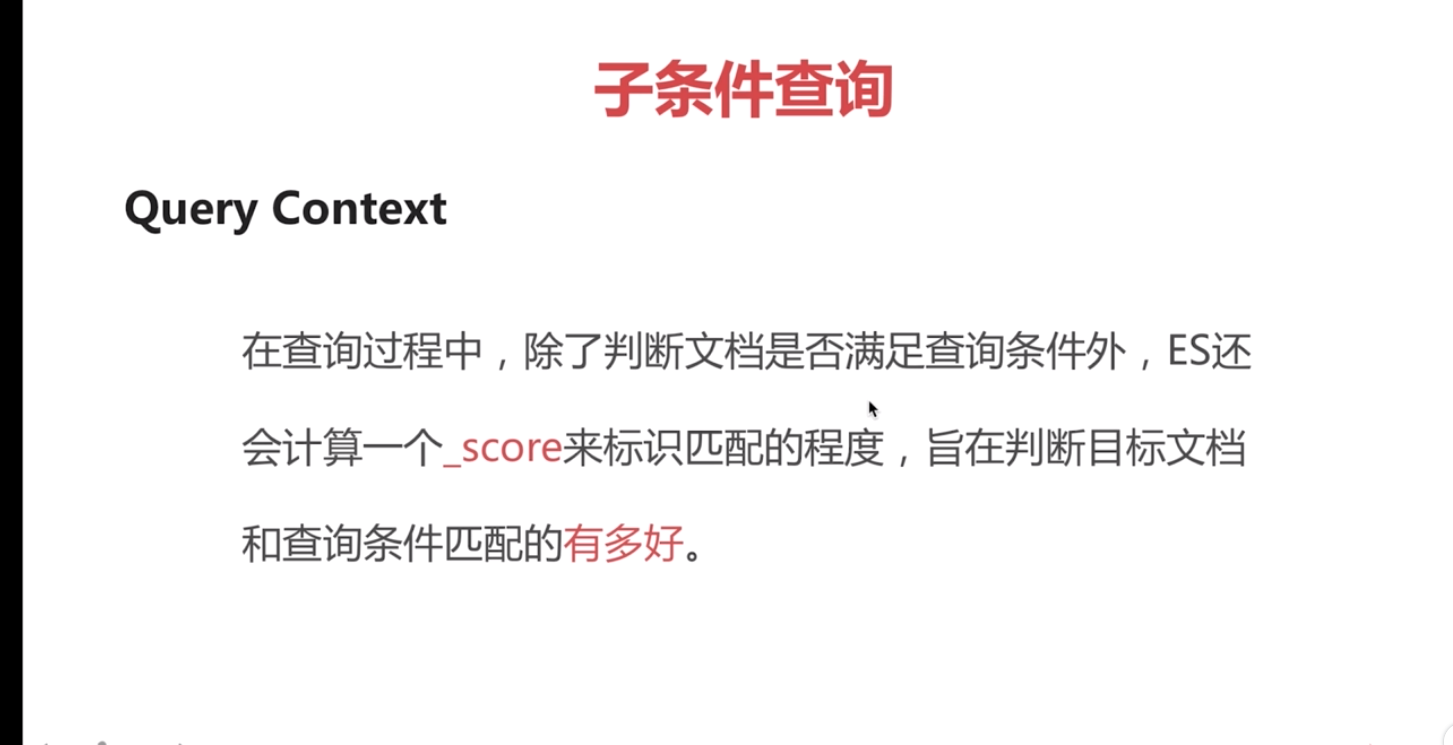 子条件查询
Query Context
在查询过程中，除了判断文档是否满足查询条件外，ES还
会计算一个_score来标识匹配的程度，旨在判断目标文档
和查询条件匹配的有多好。